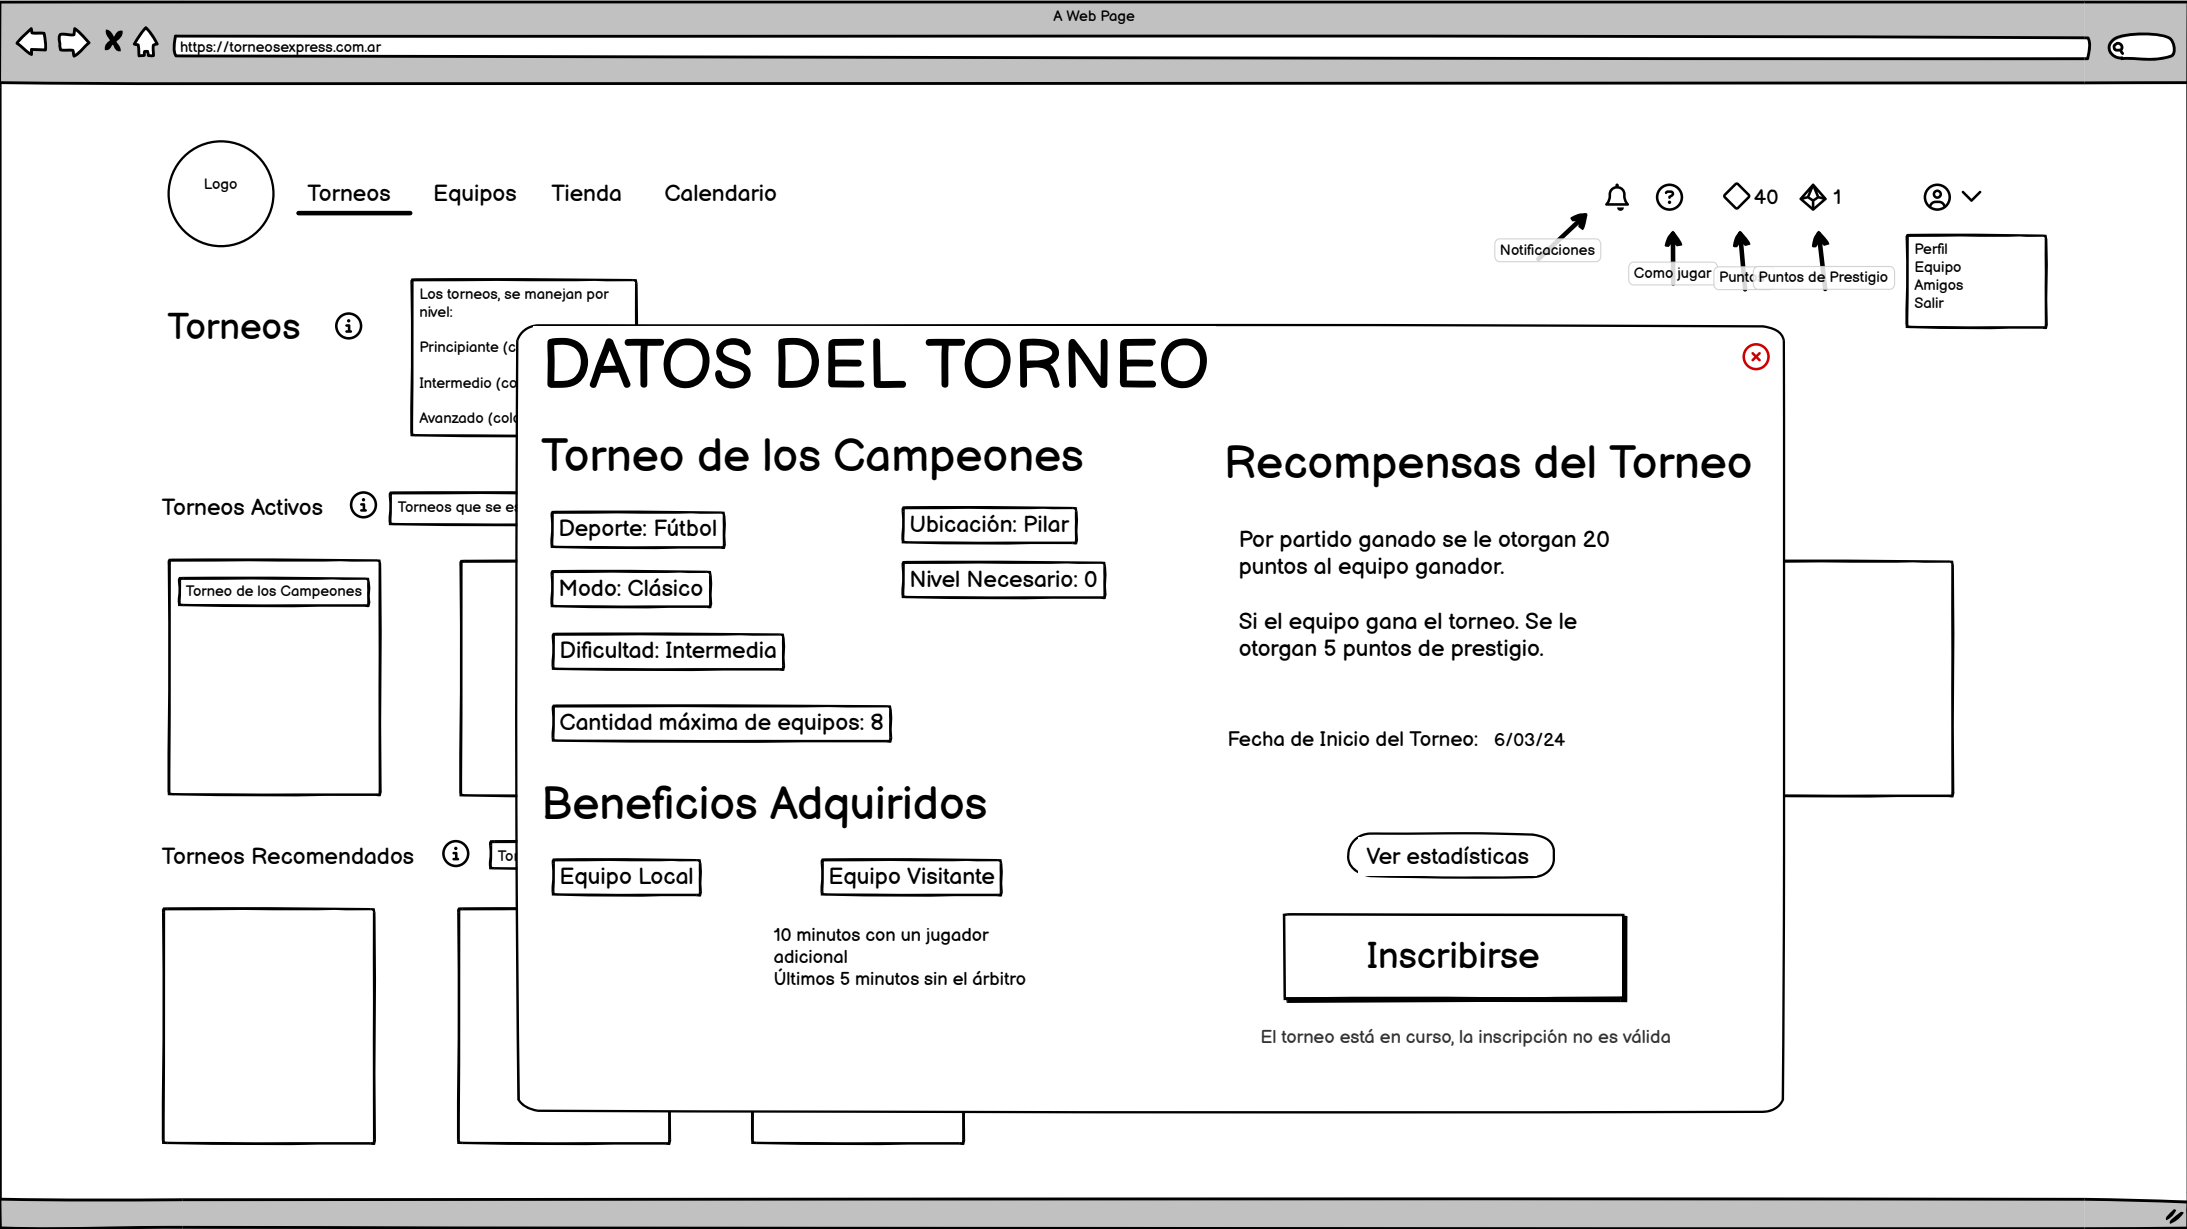 A Web Page
https://torneosexpress.com.ar
Logo
Torneos
Equipos
Tienda
Calendario
40
1
Notificaciones
Como jugar
Puntos de Prestigio
Perfil
Equipo
Amigos
Salir
Torneos
Los torneos, se manejan por
nivel:
Principiante
Intermedio
Avanzado
DATOS DEL TORNEO
Torneo de los Campeones
Deporte: Fútbol
Ubicación: Pilar
Modo: Clásico
Nivel Necesario: 0
Dificultad: Intermedia
Cantidad máxima de equipos: 8
Recompensas del Torneo
Por partido ganado se le otorgan 20
puntos al equipo ganador.
Si el equipo gana el torneo. Se le
otorgan 5 puntos de prestigio.
Fecha de Inicio del Torneo: 6/03/24
Beneficios Adquiridos
Equipo Local
Equipo Visitante
10 minutos con un jugador
adicional
Últimos 5 minutos sin el árbitro
Ver estadísticas
Inscribirse
El torneo está en curso, la inscripción no es válida
Torneos Activos
Torneos que se
Torneo de los Campeones
Torneos Recomendados